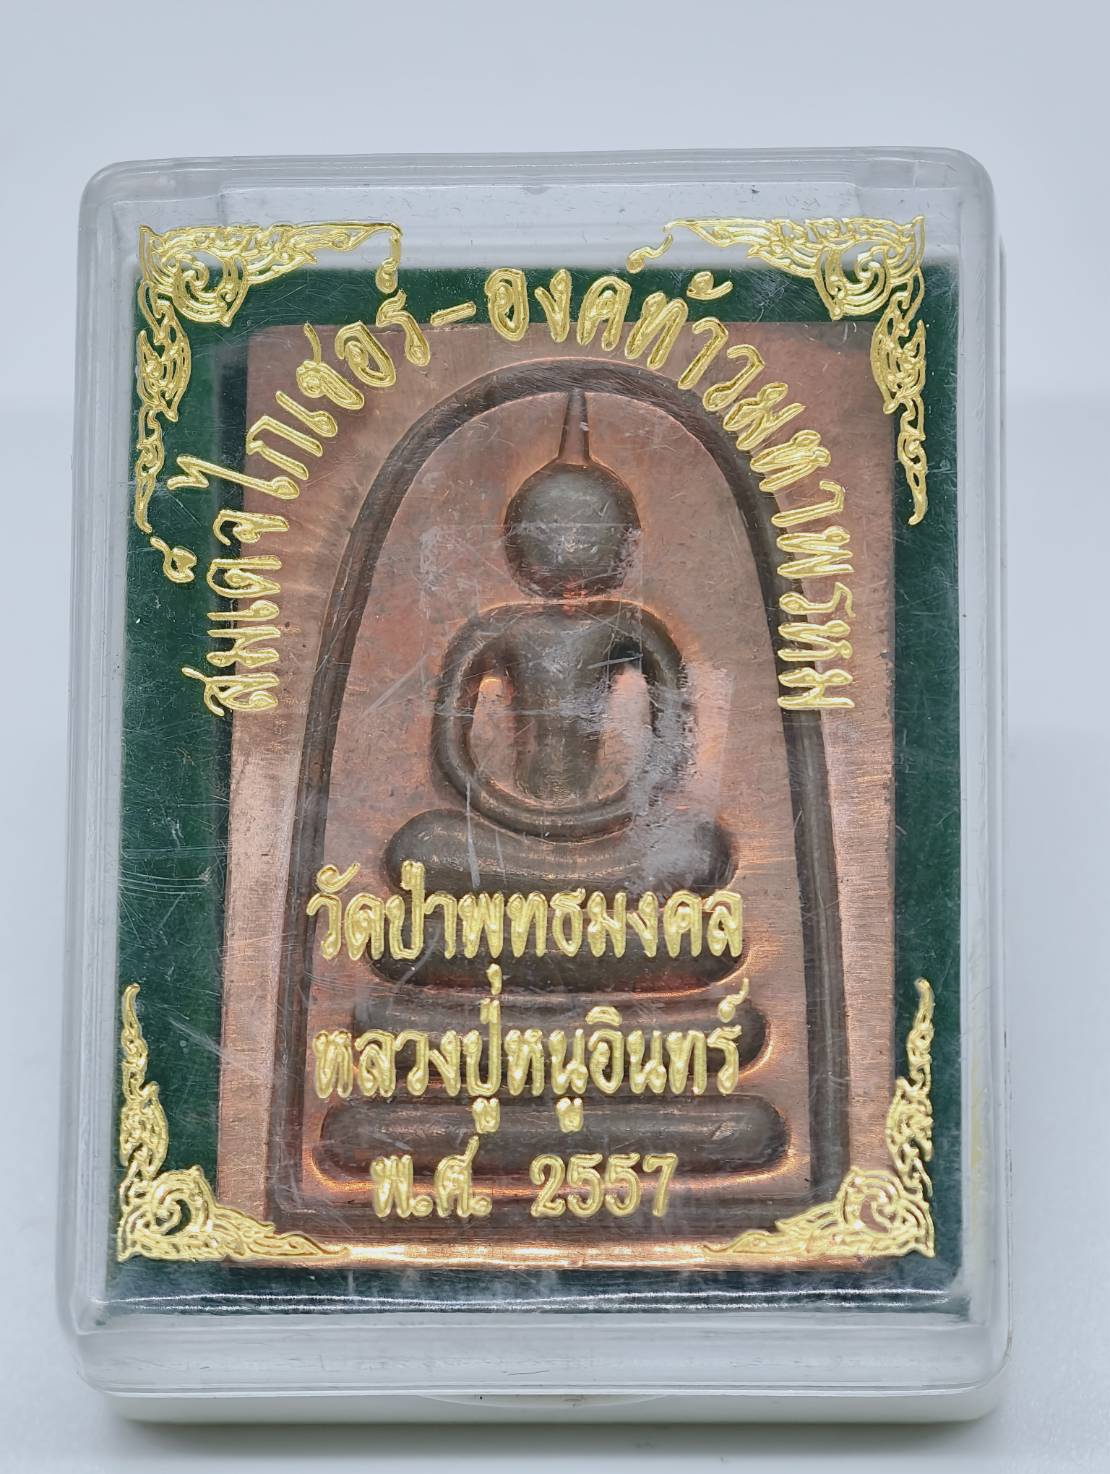 สมเด็จไกเซอร์-องค์ท้าวมหาพรหม
วัดป่าพุทธมงคล
หลวงปู่หนูอินทร์
พ.ศ. 2557